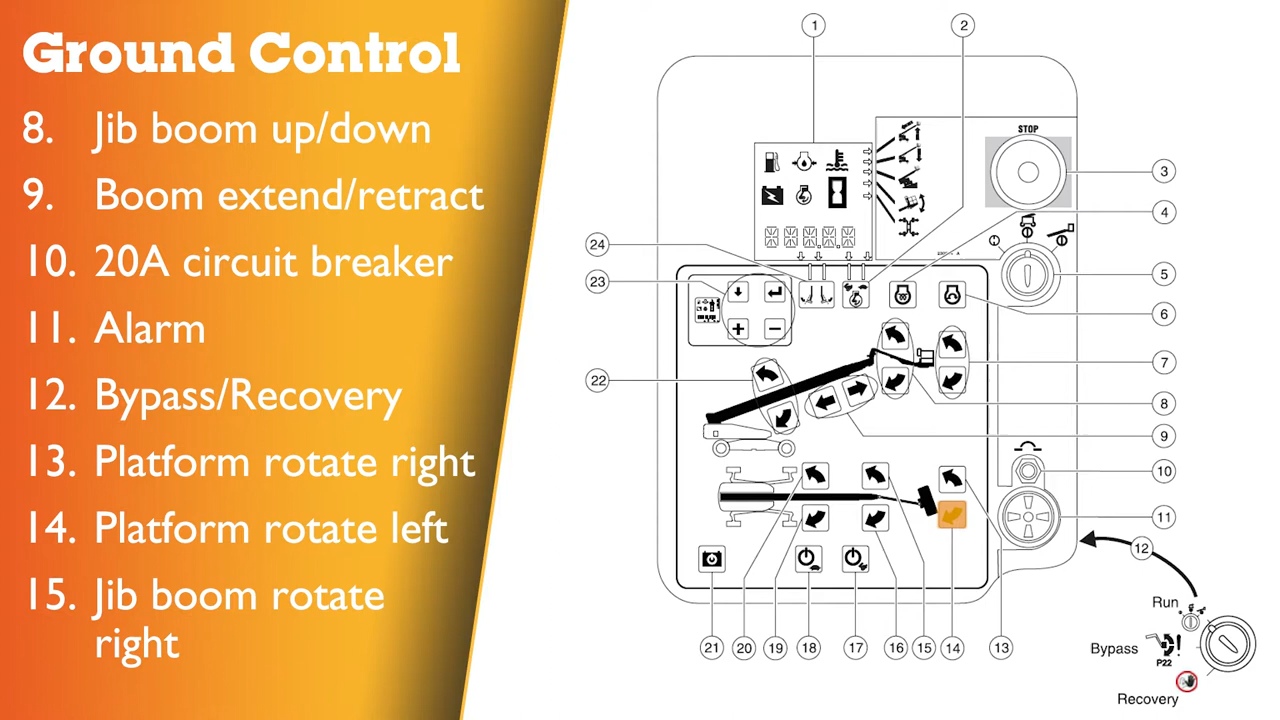 Ground Control
8. Jib boom up/down
9. Boom extend/retract
10. 20A circuit breaker
11. Alarm
12. Bypass/Recovery
13. Platform rotate right
14. Platform rotate left
15. Jib boom rotate
right
1
2
STOP
3
4
24
23
5
6
7
22
8
9
10
11
12
Run
Bypass
P22
Recovery
21
20
19
18
17
16
15
14
13